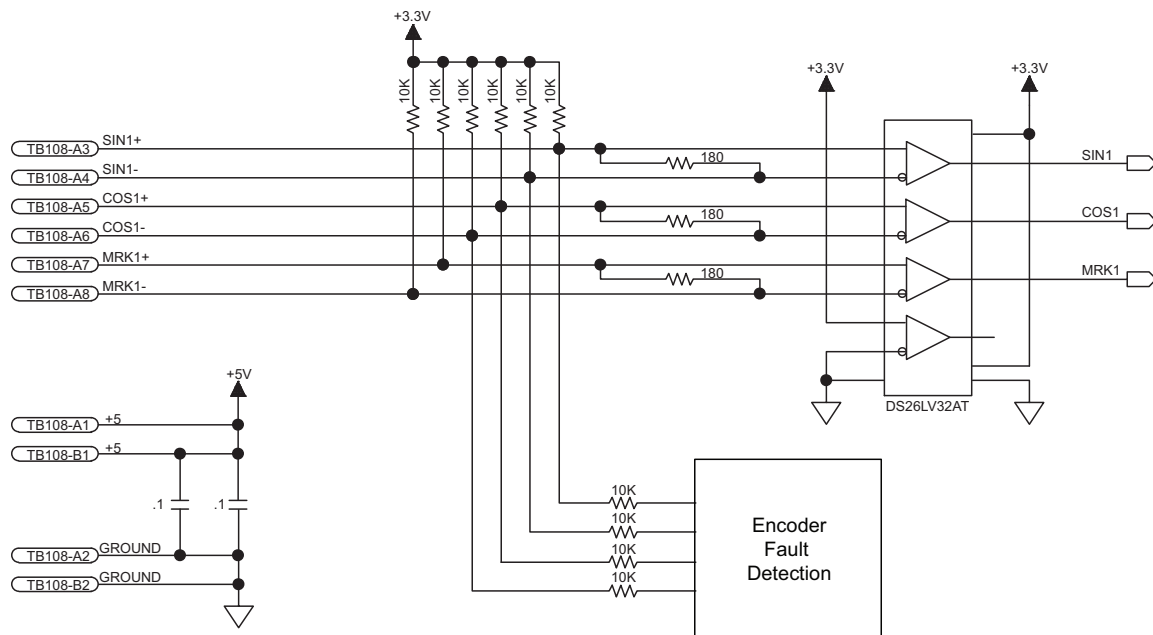 +3.3V
10K 10K 10K 10K 10K 10K
+3.3V
+3.3V
TB108-A3 SIN1+
180
SIN1
TB108-A4 SIN1-
TB108-A5 COS1+
180
COS1
TB108-A6 COS1-
TB108-A7 MRK1+
180
MRK1
TB108-A8 MRK1-
DS26LV32AT
+5V
TB108-A1 +5
TB108-B1 +5
.1 .1
TB108-A2 GROUND
TB108-B2 GROUND
10K
10K
10K
10K
Encoder
Fault
Detection